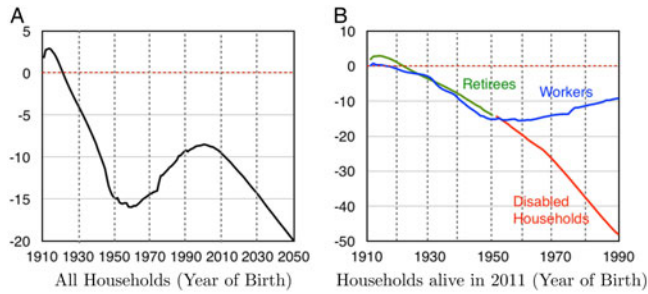 A
5
0
-5
-10
-15
-20
1910 1930 1950 1970 1990 2010 2030 2050
All Households (Year of Birth)
B
10
0
-10
-20
-30
-40
-50
Retirees
Workers
Disabled
Households
1910 1930 1950 1970 1990
Households alive in 2011 (Year of Birth)